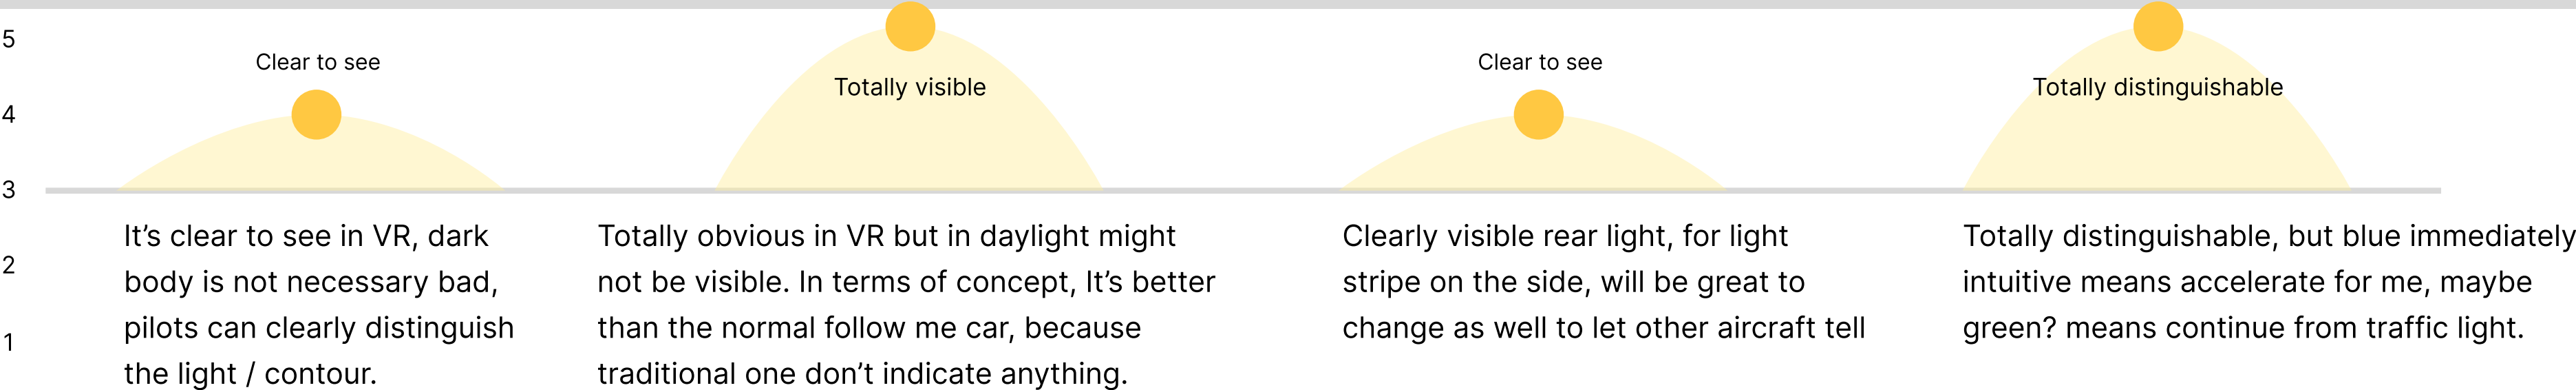 5
Clear to see
Totally visible
Clear to see
Totally distinguishable
4
3
2
1
It's clear to see in VR, dark
body is not necessary bad,
pilots can clearly distinguish
the light / contour.
Totally obvious in VR but in daylight might
not be visible. In terms of concept, It's better
than the normal follow me car, because
traditional one don't indicate anything.
Clearly visible rear light, for light
stripe on the side, will be great to
change as well to let other aircraft tell
Totally distinguishable, but blue immediately
intuitive means accelerate for me, maybe
green? means continue from traffic light.